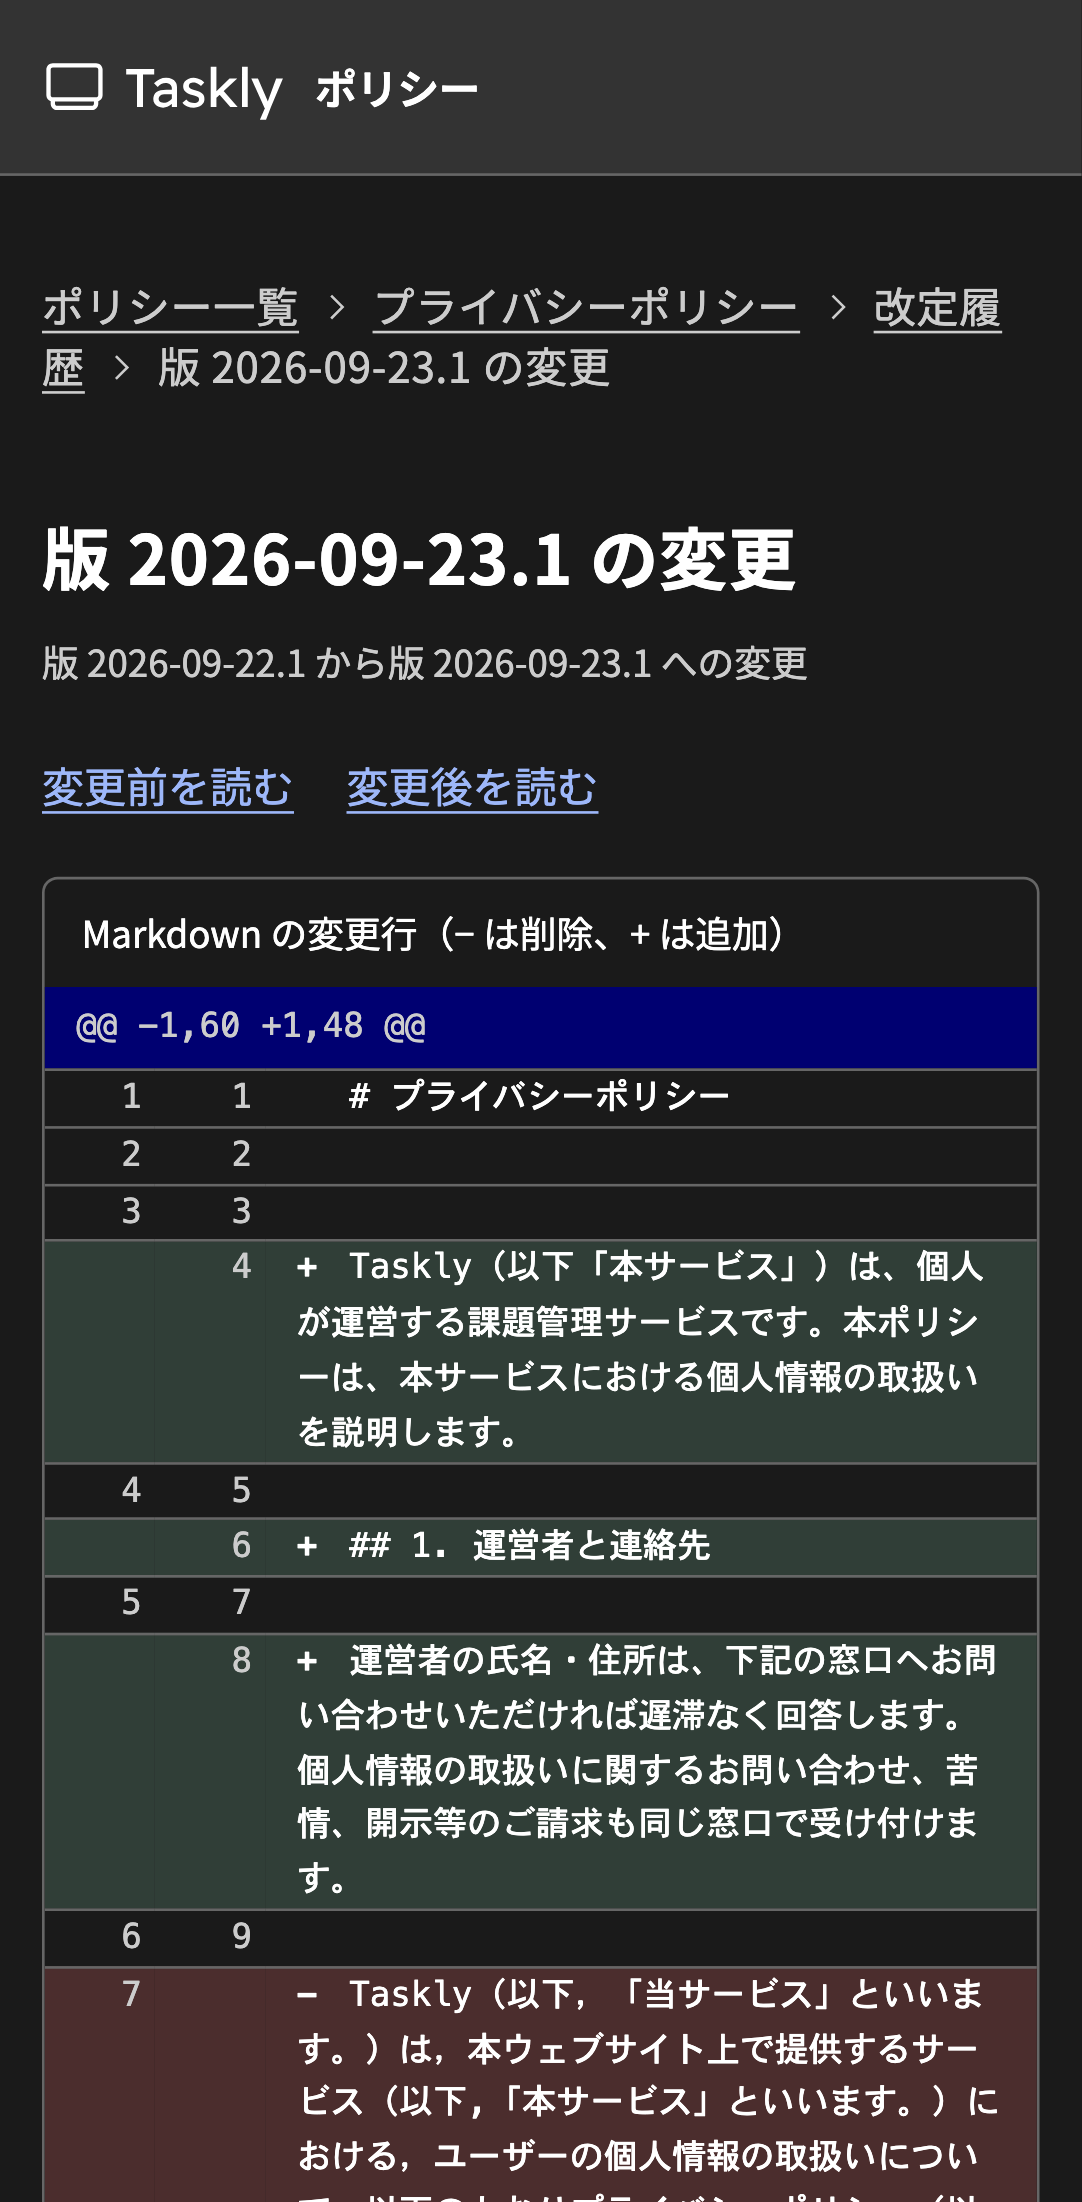 Taskly ポリシー
ポリシー一覧 > プライバシーポリシー > 改定履
歴 > 版 2026-09-23.1 の変更
版 2026-09-23.1 の変更
版 2026-09-22.1 から版 2026-09-23.1 への変更
変更前を読む 変更後を読む
Markdown の変更行（− は削除、+ は追加）
@@ −1,60 +1,48 @@
1 1 # プライバシーポリシー
2 2
3 3
4 + Taskly（以下「本サービス」）は、個人
が運営する課題管理サービスです。本ポリシ
ーは、本サービスにおける個人情報の取扱い
を説明します。
4 5
6 + ## 1. 運営者と連絡先
5 7
8 + 運営者の氏名・住所は、下記の窓口へお問
い合わせいただければ遅滞なく回答します。
個人情報の取扱いに関するお問い合わせ、苦
情、開示等のご請求も同じ窓口で受け付けま
す。
6 9
7 − Taskly（以下，「当サービス」といいま
す。）は，本ウェブサイト上で提供するサー
ビス（以下,「本サービス」といいます。）に
おける，ユーザーの個人情報の取扱いについ